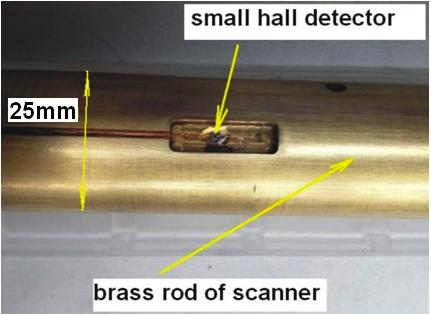 small hall detector
25mm
brass rod of scanner